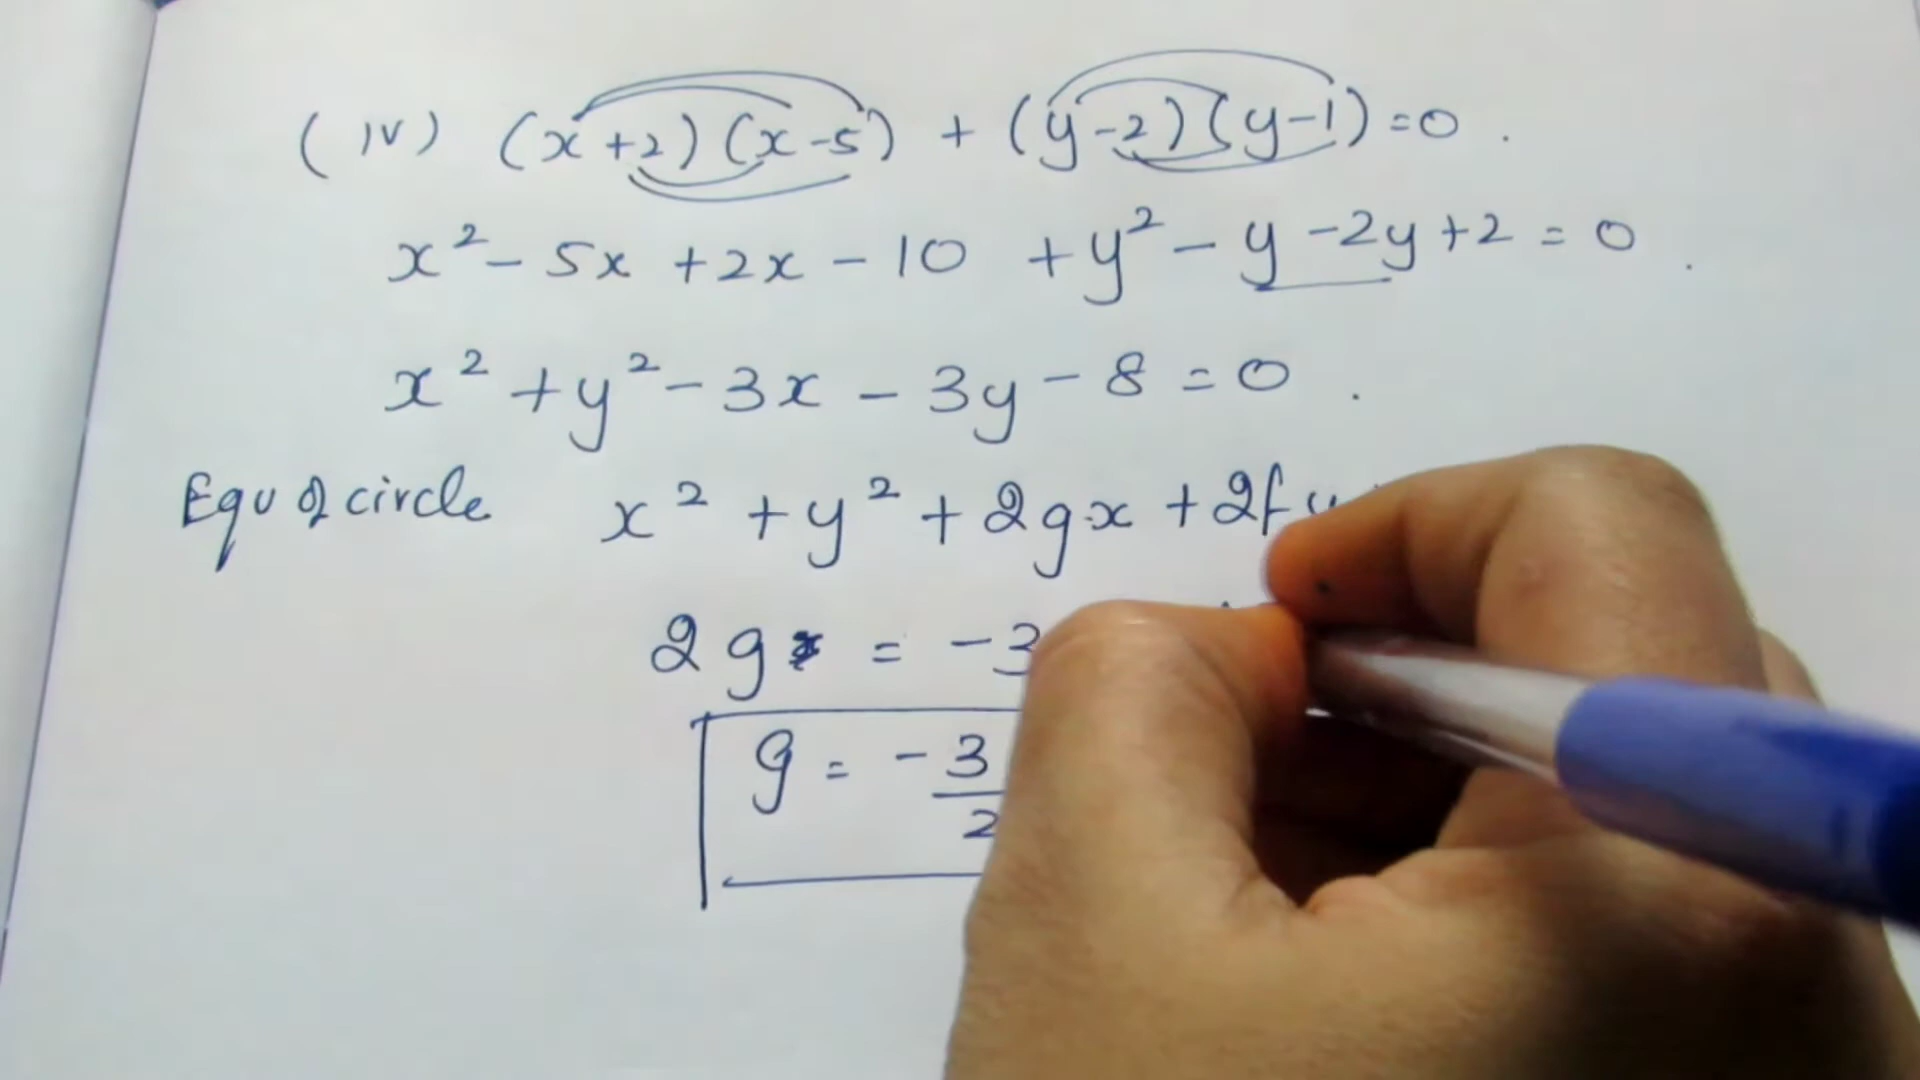 (iv) (x+2)(x-5) + (y-2)(y-1)=0.
x² - 5x + 2x - 10 + y² - y - 2y + 2 = 0.
x² + y² - 3x - 3y - 8 = 0.
Equ of circle x² + y² + 2gx + 2fy
2g = -3
g = -3/2